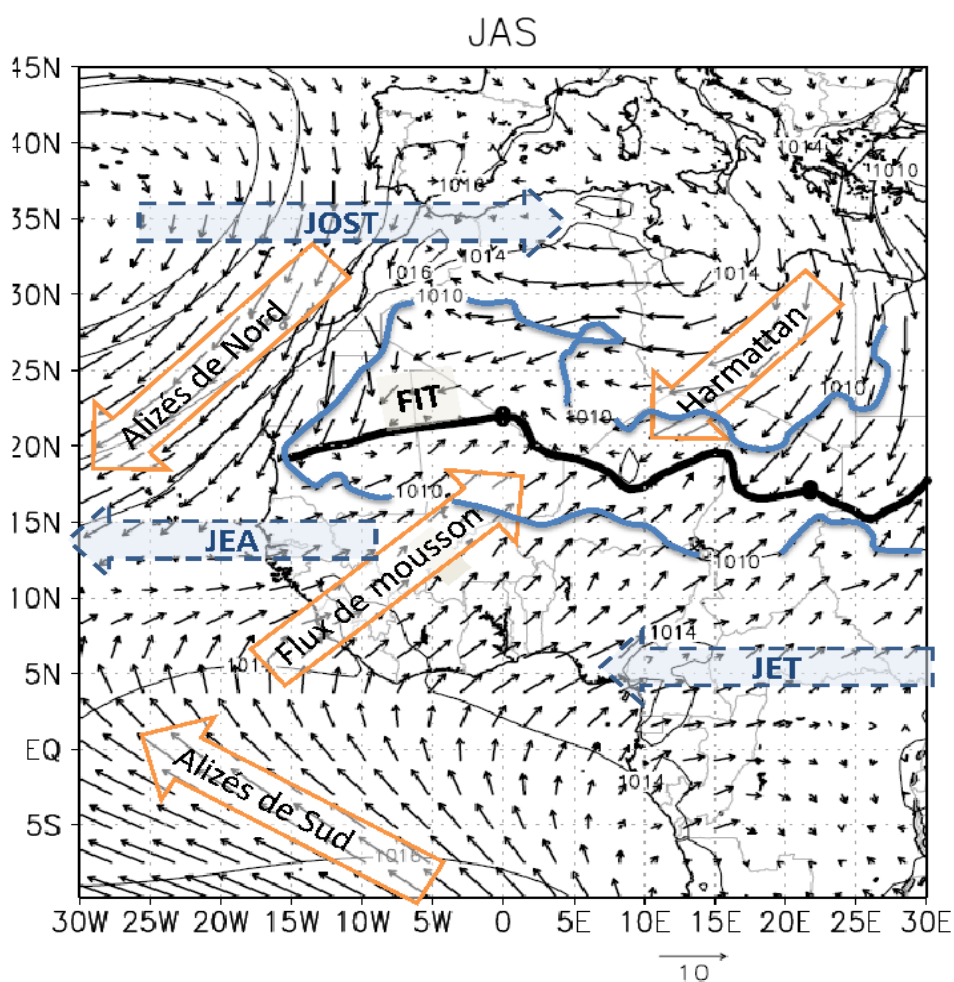 JAS
45N
40N
1014
1010
1016
35N
JOST
1014
1016
1014
30N
1010
Alizés de Nord
Harmattan
25N
FIT
1010
1010
20N
1010
15N
JEA
Flux de mousson
1010
10N
1014
5N
101
JET
EQ
Alizés de Sud
1014
5S
1016
30W 25W 20W 15W 10W 5W 0 5E 10E 15E 20E 25E 30E
10